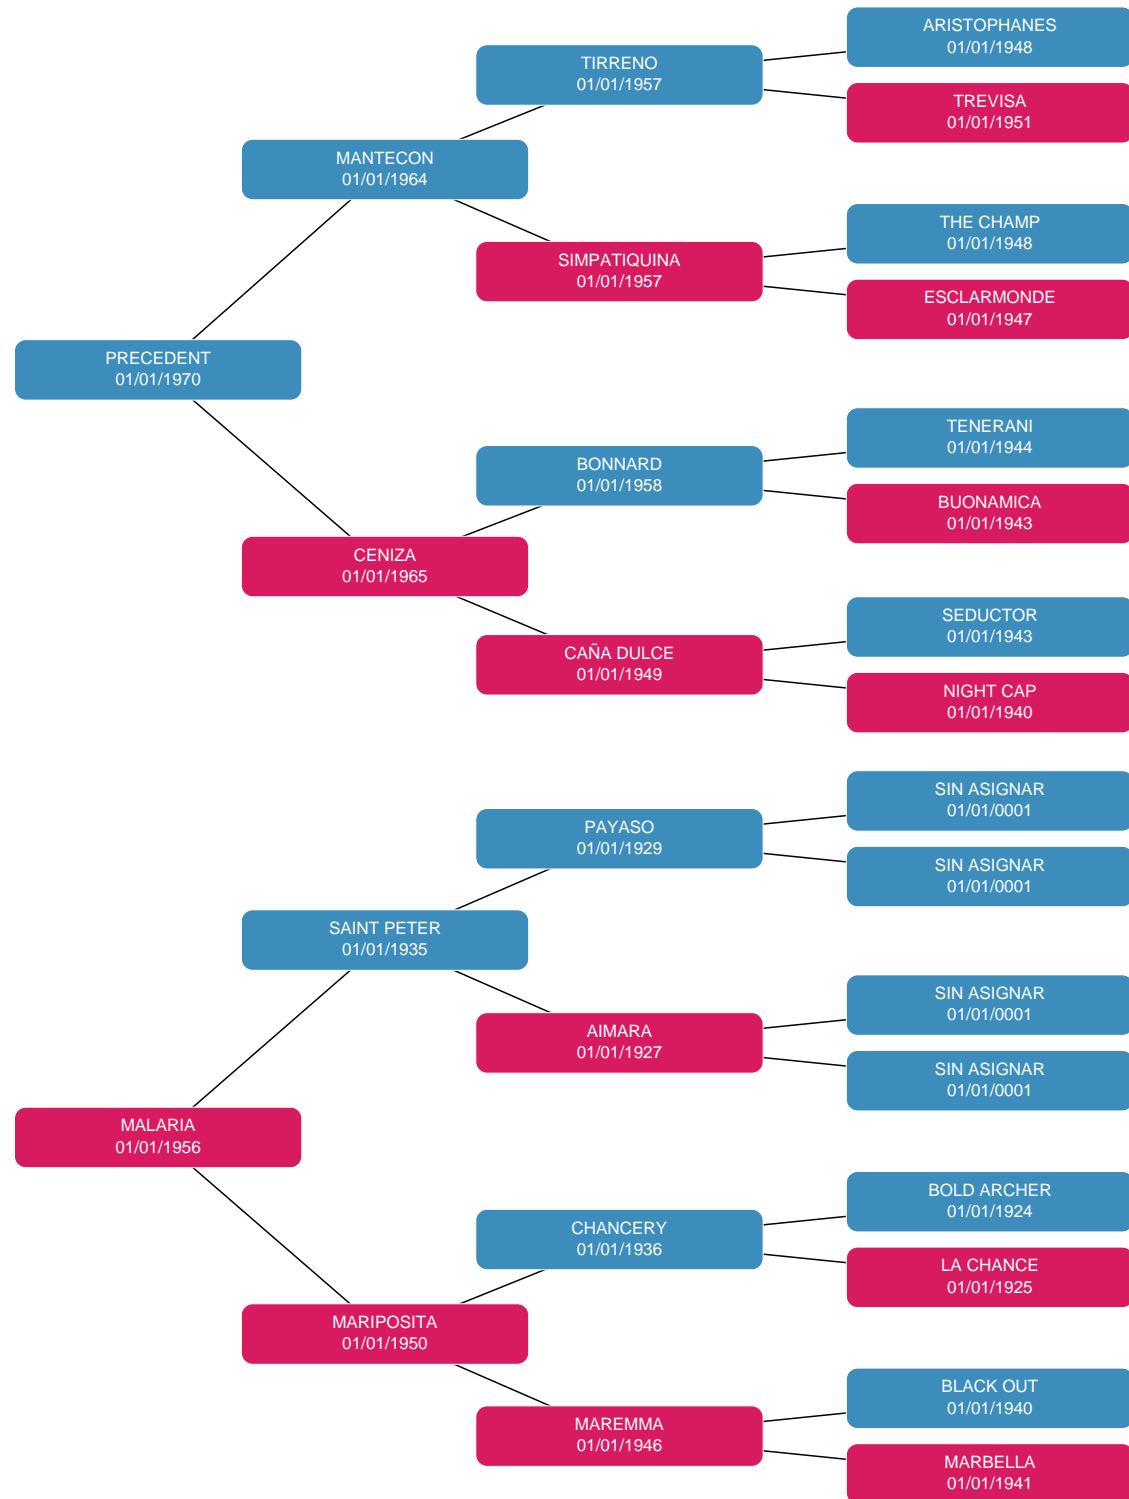 ARISTOPHANES
01/01/1948
TIRRENO
01/01/1957
TREVISA
01/01/1951
MANTECON
01/01/1964
THE CHAMP
01/01/1948
SIMPATIQUINA
01/01/1957
ESCLARMONDE
01/01/1947
PRECEDENT
01/01/1970
TENERANI
01/01/1944
BONNARD
01/01/1958
BUONAMICA
01/01/1943
CENIZA
01/01/1965
SEDUCTOR
01/01/1943
CAÑA DULCE
01/01/1949
NIGHT CAP
01/01/1940
SIN ASIGNAR
01/01/0001
PAYASO
01/01/1929
SIN ASIGNAR
01/01/0001
SAINT PETER
01/01/1935
SIN ASIGNAR
01/01/0001
AIMARA
01/01/1927
SIN ASIGNAR
01/01/0001
MALARIA
01/01/1956
BOLD ARCHER
01/01/1924
CHANCERY
01/01/1936
LA CHANCE
01/01/1925
MARIPOSITA
01/01/1950
BLACK OUT
01/01/1940
MAREMMA
01/01/1946
MARBELLA
01/01/1941